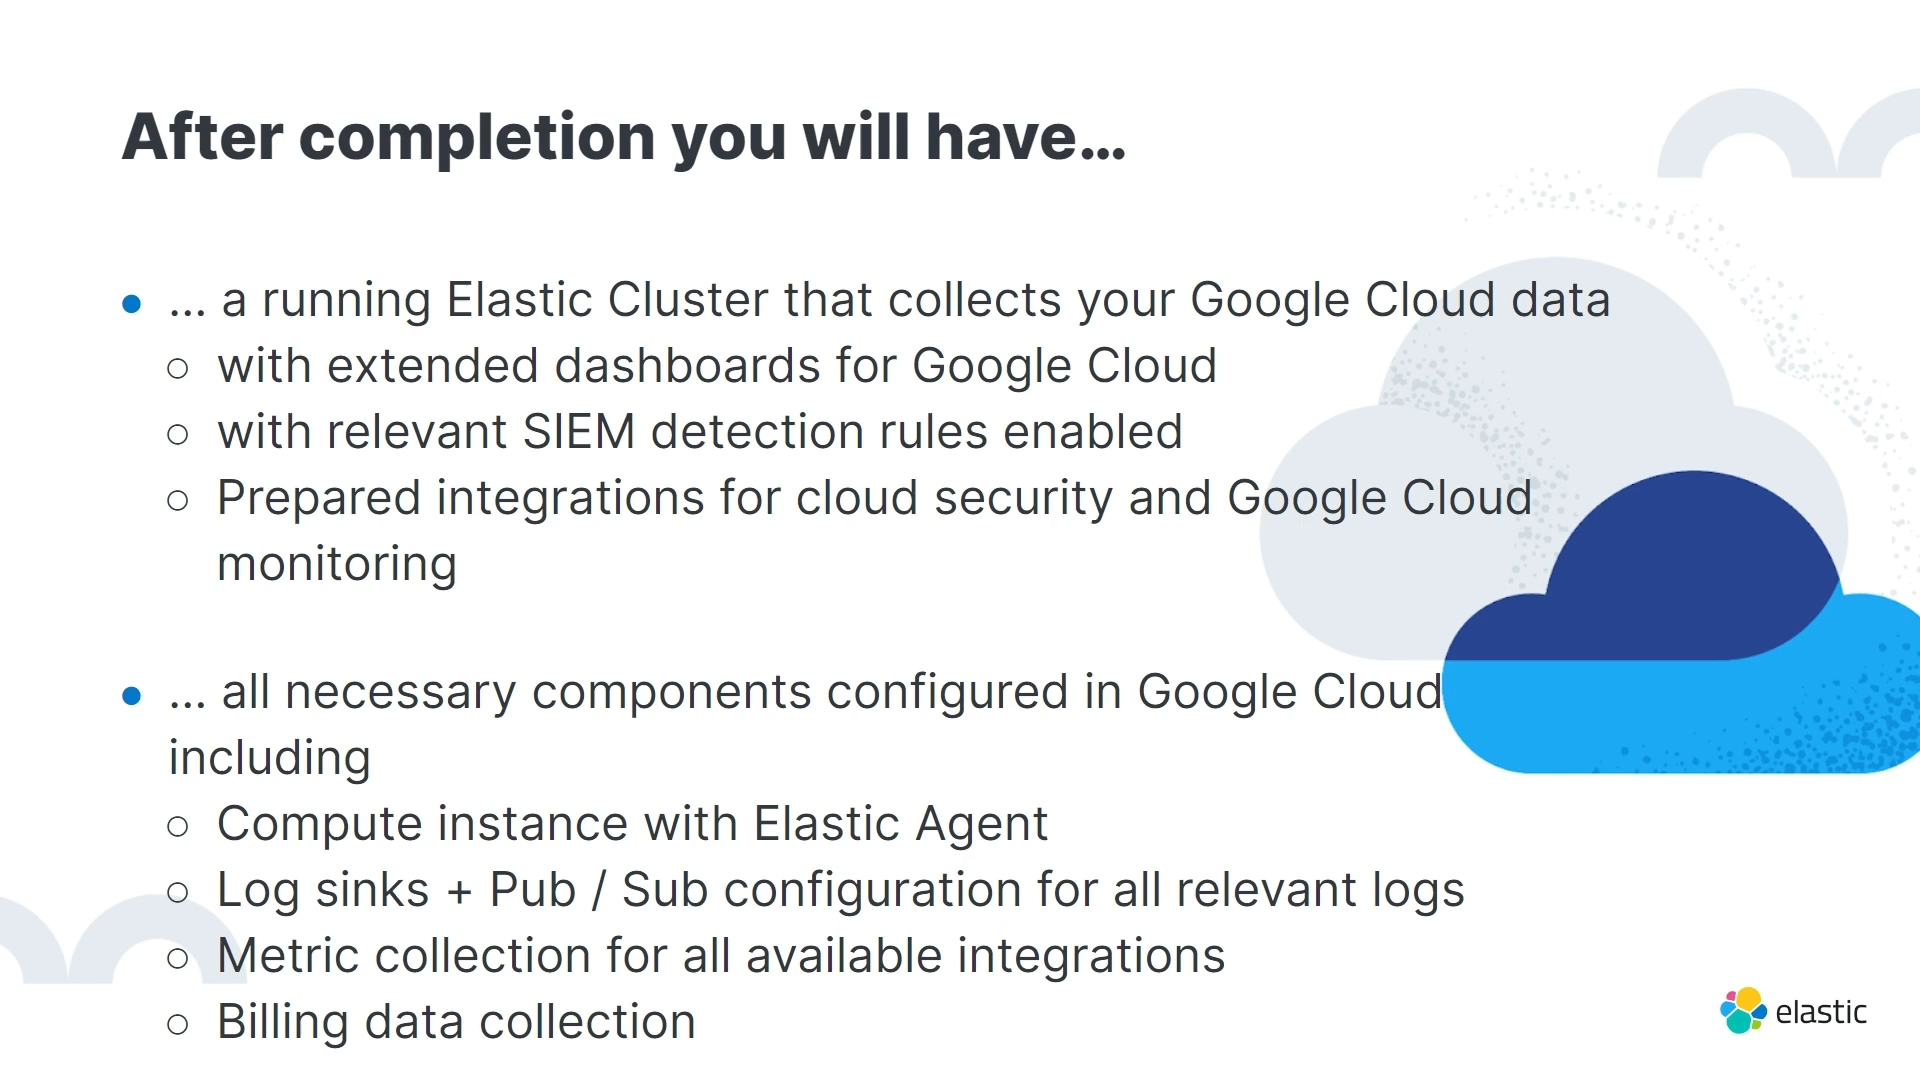 After completion you will have...
● ... a running Elastic Cluster that collects your Google Cloud data
○ with extended dashboards for Google Cloud
○ with relevant SIEM detection rules enabled
○ Prepared integrations for cloud security and Google Cloud
monitoring
● ... all necessary components configured in Google Cloud
including
○ Compute instance with Elastic Agent
○ Log sinks + Pub / Sub configuration for all relevant logs
○ Metric collection for all available integrations
○ Billing data collection
elastic